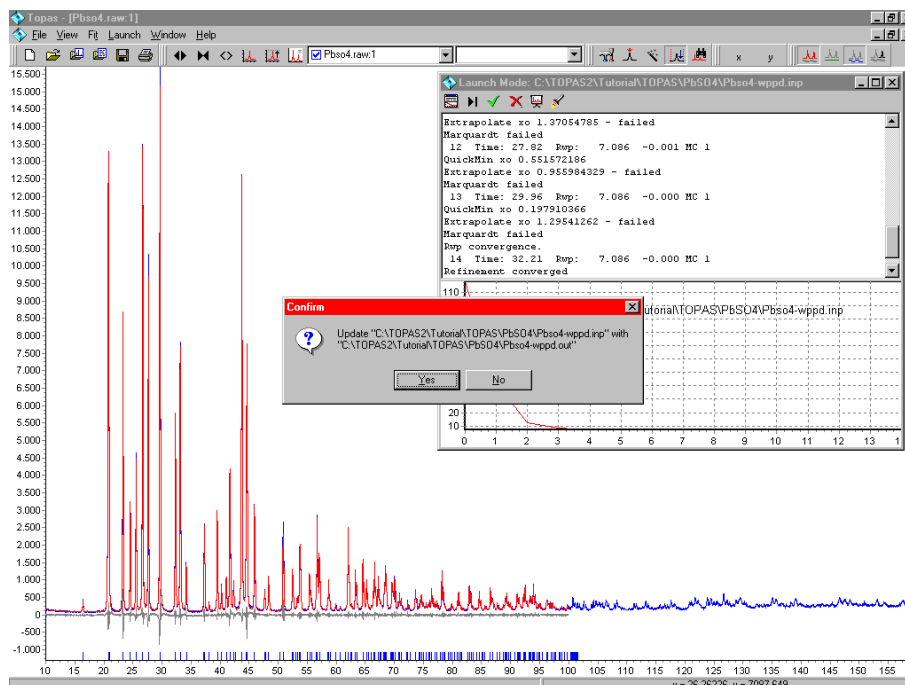 Topas - [Pbso4.raw:1]
File View Fit Launch Window Help
Pbso4.raw:1
x y
Launch Mode: C:\TOPAS2\Tutorial\TOPAS\PbSO4\Pbso4-wppd.inp
Extrapolate xo 1.37054785 - failed
Marquardt failed
12 Time: 27.82 Rwp: 7.086 -0.001 MC 1
QuickMin xo 0.551572186
Extrapolate xo 0.955984329 - failed
Marquardt failed
13 Time: 29.96 Rwp: 7.086 -0.000 MC 1
QuickMin xo 0.197910366
Extrapolate xo 1.29541262 - failed
Marquardt failed
Rwp convergence.
14 Time: 32.21 Rwp: 7.086 -0.000 MC 1
Refinement converged
110
utorial\TOPAS\PbSO4\Pbso4-wppd.inp
20
10
0 1 2 3 4 5 6 7 8 9 10 11 12 13 1
Confirm
Update "C:\TOPAS2\Tutorial\TOPAS\PbSO4\Pbso4-wppd.inp" with
"C:\TOPAS2\Tutorial\TOPAS\PbSO4\Pbso4-wppd.out"
Yes No
15.500
15.000
14.500
14.000
13.500
13.000
12.500
12.000
11.500
11.000
10.500
10.000
9.500
9.000
8.500
8.000
7.500
7.000
6.500
6.000
5.500
5.000
4.500
4.000
3.500
3.000
2.500
2.000
1.500
1.000
500
0
-500
-1.000
10 15 20 25 30 35 40 45 50 55 60 65 70 75 80 85 90 95 100 105 110 115 120 125 130 135 140 145 150 155